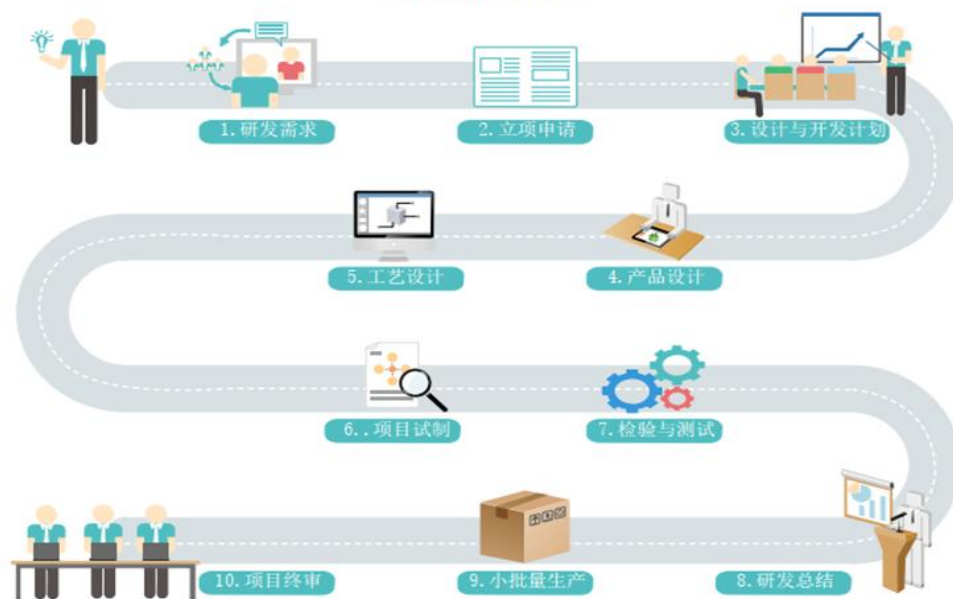 1.研发需求
2.立项申请
3.设计与开发计划
4.产品设计
5.工艺设计
6..项目试制
7.检验与测试
8.研发总结
9.小批量生产
10.项目终审